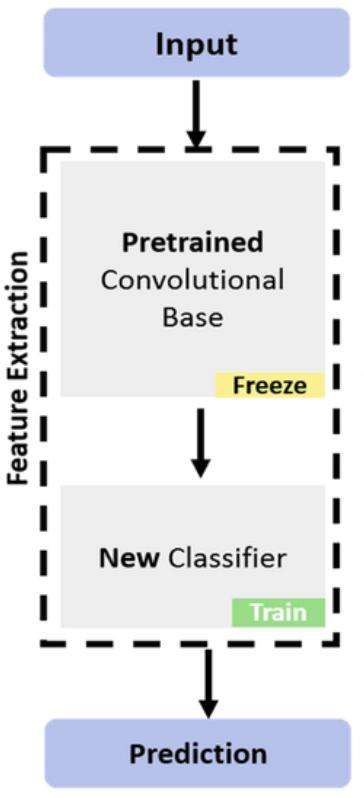 Input
Feature Extraction
Pretrained
Convolutional
Base
Freeze
New Classifier
Train
Prediction